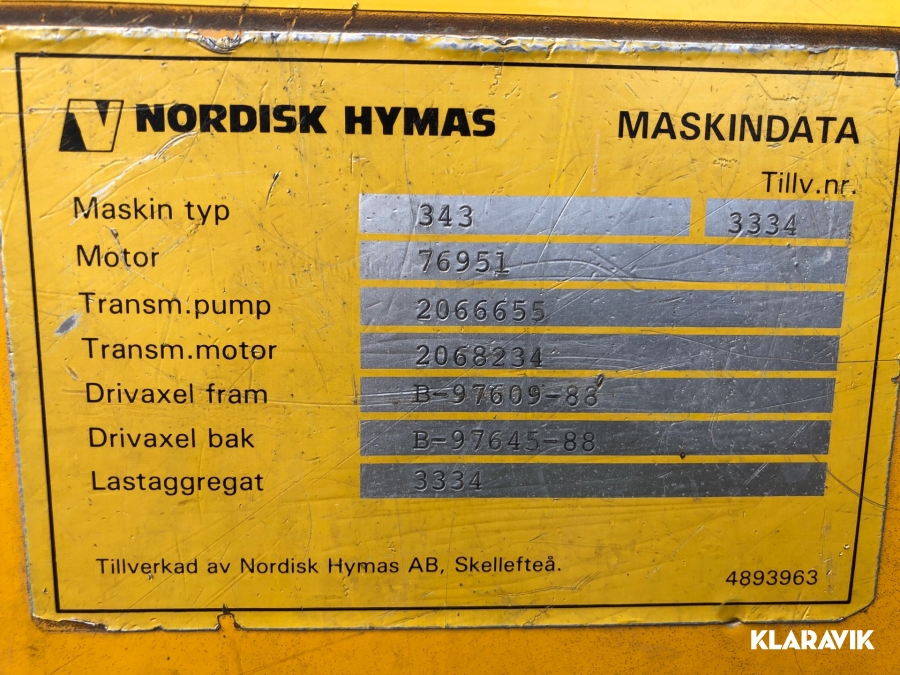 NORDISK HYMAS MASKINDATA
Tillv.nr.
Maskin typ 343 3334
Motor 76951
Transm.pump 2066655
Transm.motor 2068234
Drivaxel fram B-97609-88
Drivaxel bak B-97645-88
Lastaggregat 3334
Tillverkad av Nordisk Hymas AB, Skellefteå.
4893963
KLARAVIK